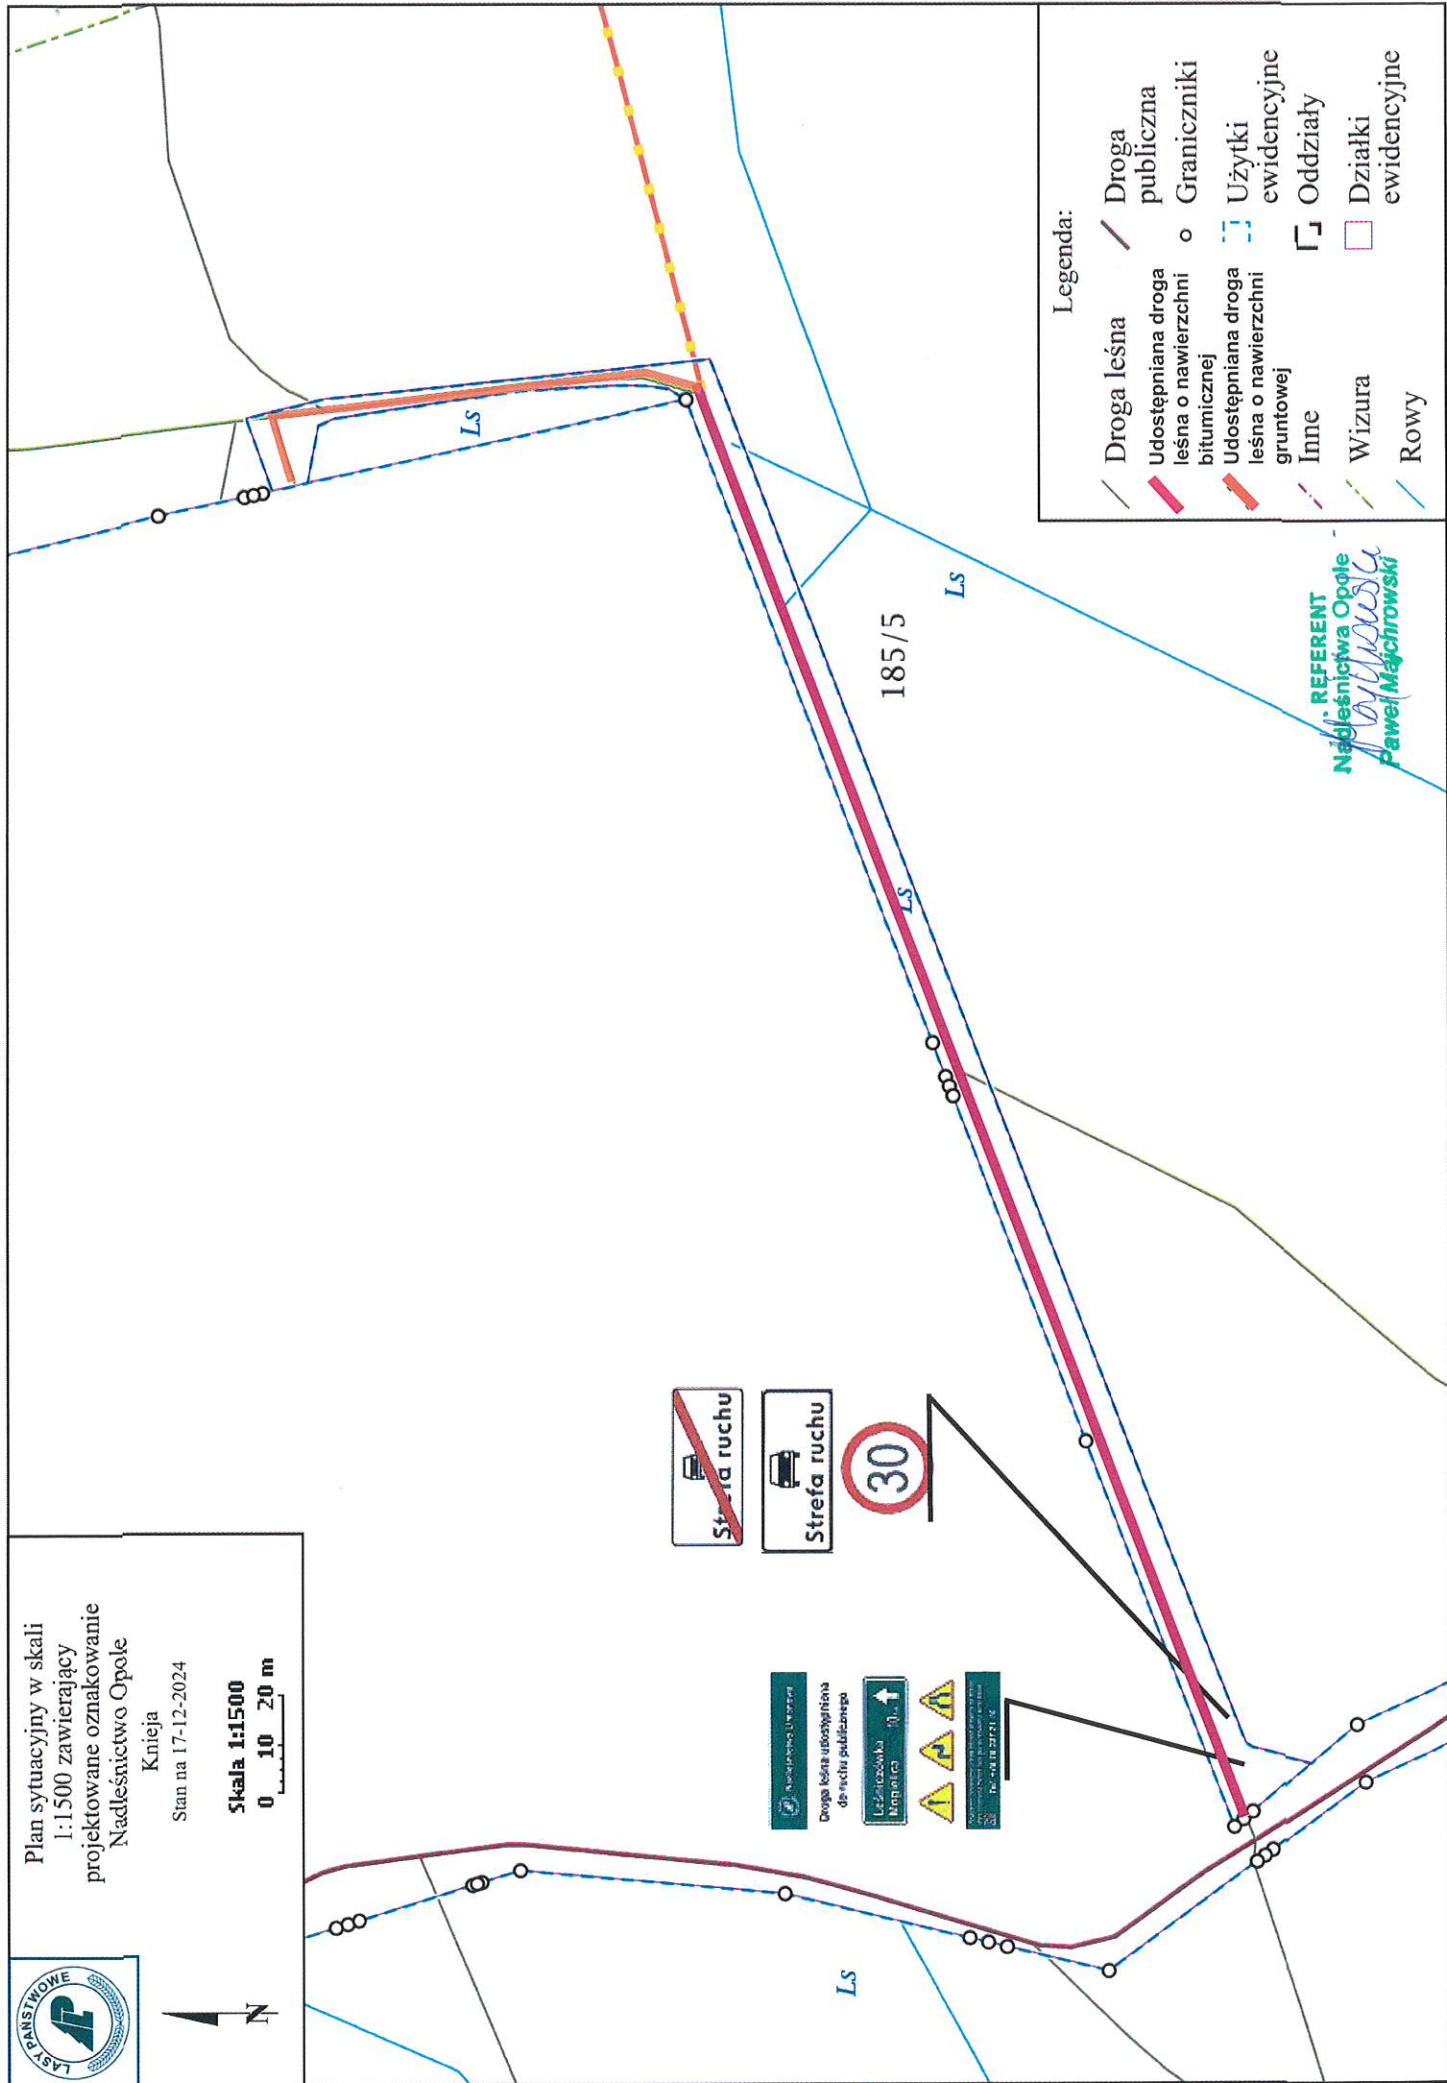 LASY PAŃSTWOWE
LP
N
Plan sytuacyjny w skali
1:1500 zawierający
projektowane oznakowanie
Nadleśnictwo Opole
Knieja
Stan na 17-12-2024
Skala 1:1500
0 10 20 m
Strefa ruchu
Strefa ruchu
30
Droga leśna udostępniona
do ruchu publicznego
Leśniczówka
Ls
Ls
Ls
Ls
185/5
REFERENT
Nadleśnictwa Opole
Paweł Majchrowski
Legenda:
Droga leśna
Udostępniana droga
leśna o nawierzchni
bitumicznej
Udostępniana droga
leśna o nawierzchni
gruntowej
Inne
Wizura
Rowy
Droga
publiczna
Graniczniki
Użytki
ewidencyjne
Oddziały
Działki
ewidencyjne